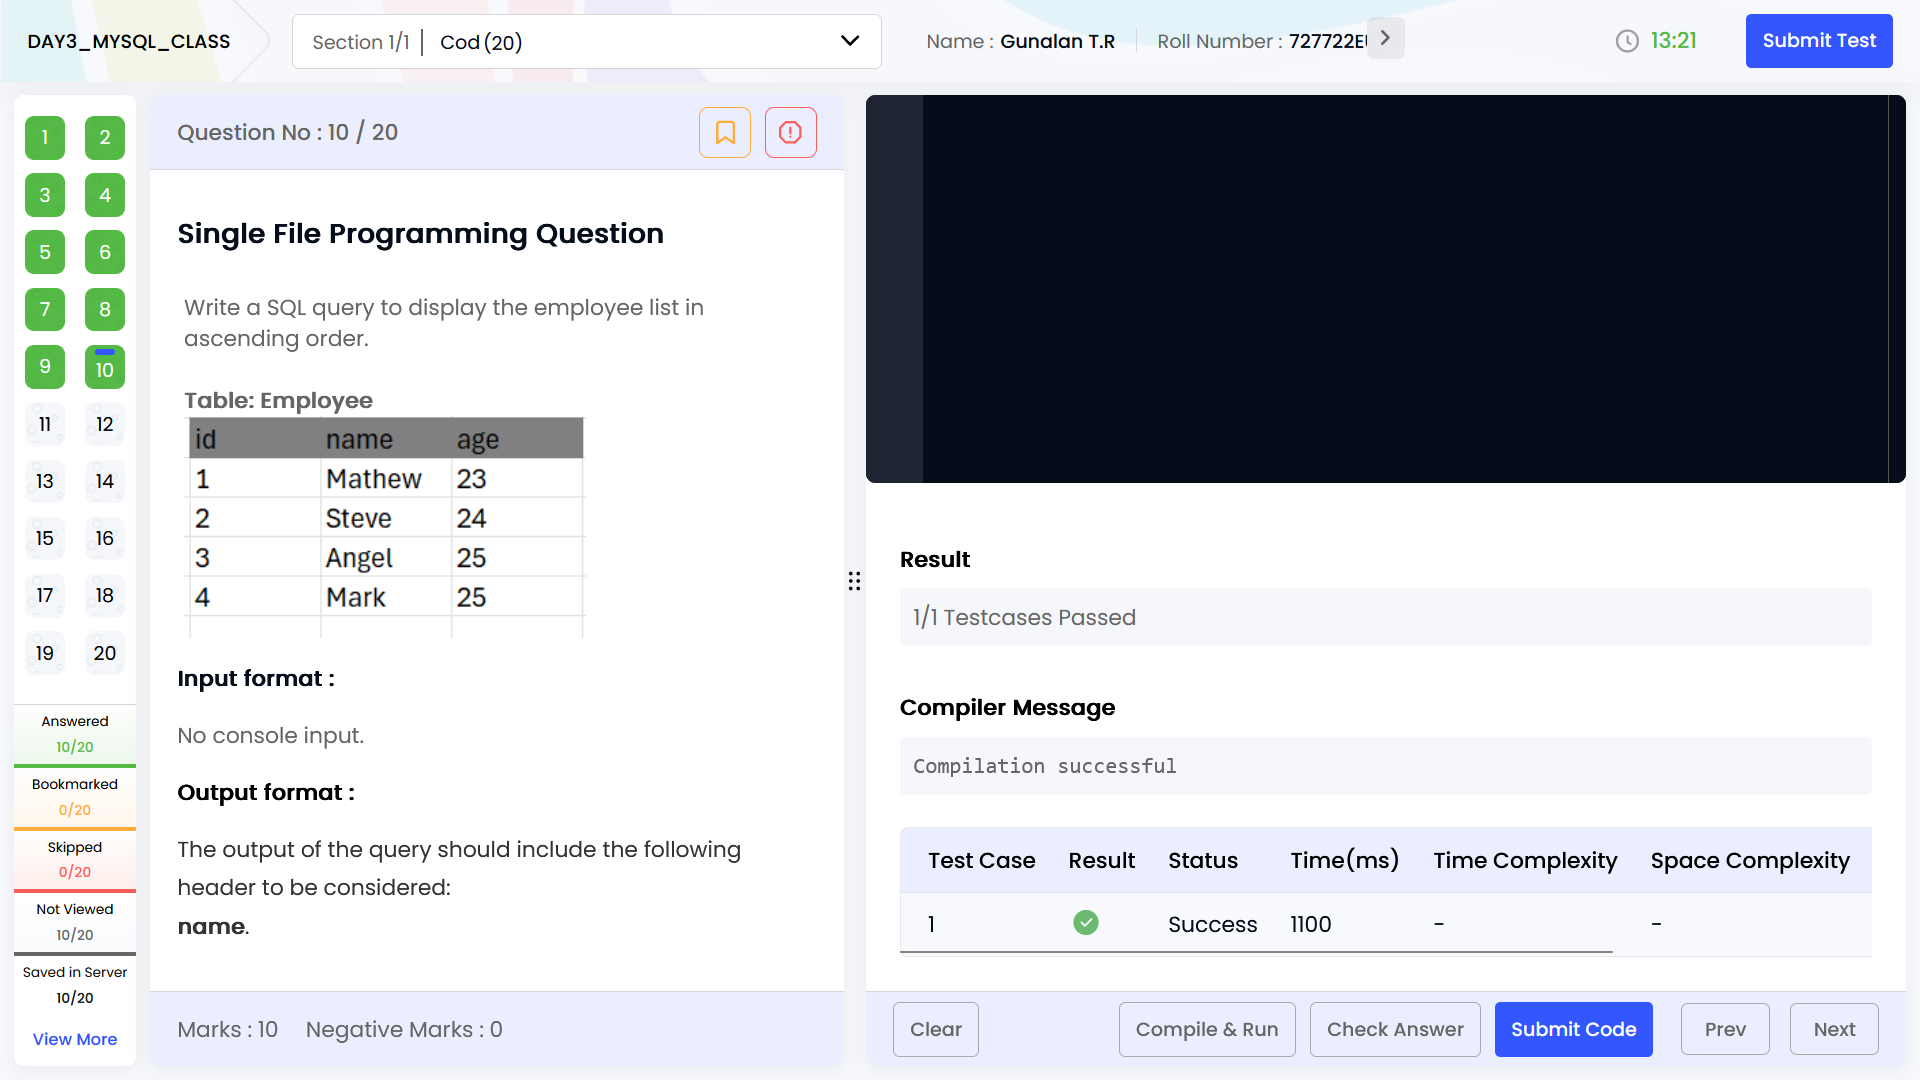 DAY3_MYSQL_CLASS
Section 1/1 | Cod (20)
Name : Gunalan T.R
Roll Number : 727722EU
13:21
Submit Test
1 2
3 4
5 6
7 8
9 10
11 12
13 14
15 16
17 18
19 20
Answered
10/20
Bookmarked
0/20
Skipped
0/20
Not Viewed
10/20
Saved in Server
10/20
View More
Question No : 10 / 20
Single File Programming Question
Write a SQL query to display the employee list in
ascending order.
Table: Employee
id name age
1 Mathew 23
2 Steve 24
3 Angel 25
4 Mark 25
Input format :
No console input.
Output format :
The output of the query should include the following
header to be considered:
name.
Marks : 10 Negative Marks : 0
Result
1/1 Testcases Passed
Compiler Message
Compilation successful
Test Case Result Status Time(ms) Time Complexity Space Complexity
1 Success 1100 - -
Clear
Compile & Run
Check Answer
Submit Code
Prev
Next